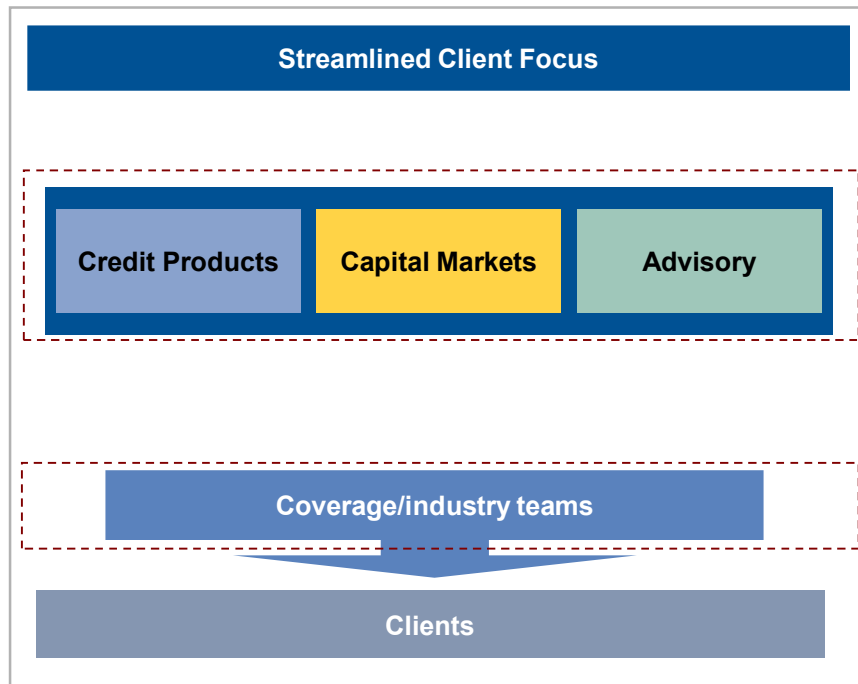 Streamlined Client Focus
Credit Products
Capital Markets
Advisory
Coverage/industry teams
Clients